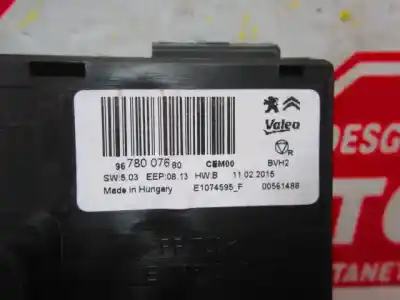 Valeo
R
96 780 076 80 CEM00 BVH2
SW:5.03 EEP:08.13 HW:B 11.02.2015
Made in Hungary E1074595_F 00561488
DESG
TANET